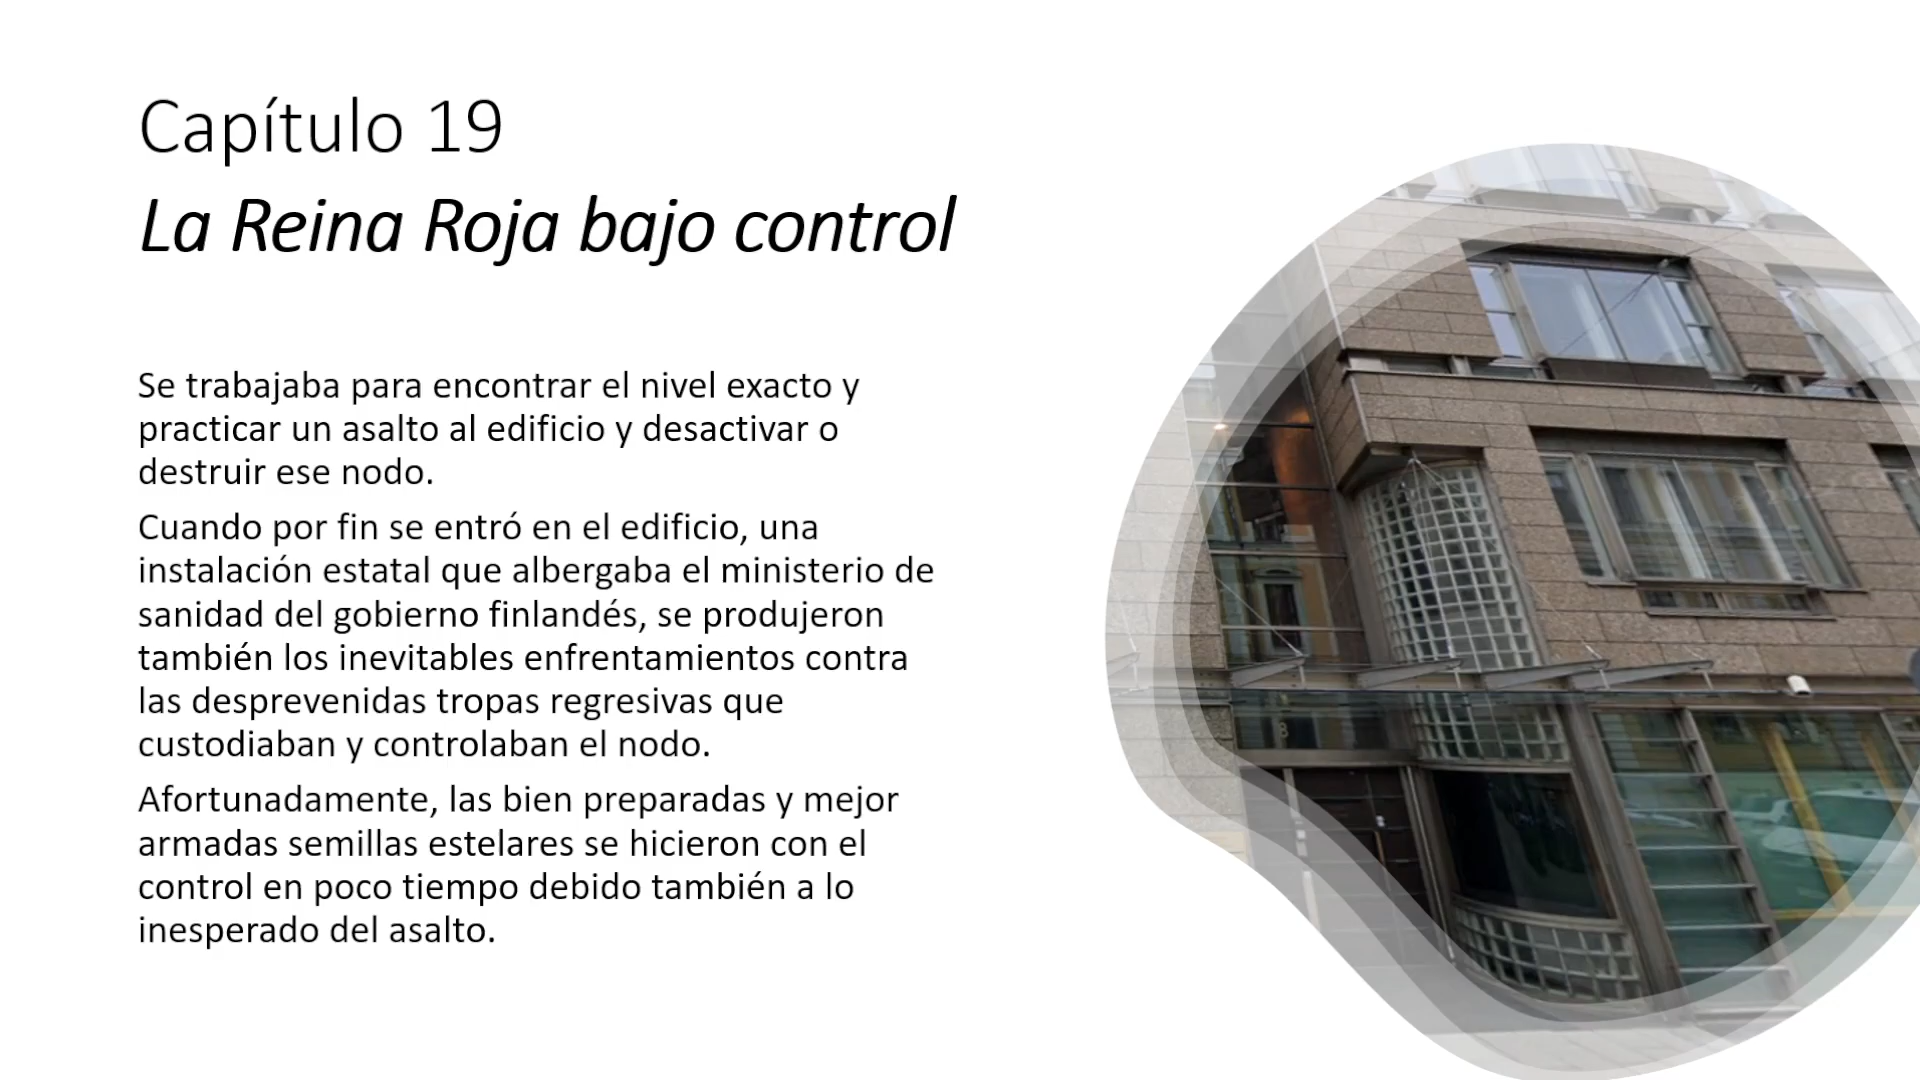 Capítulo 19
La Reina Roja bajo control
Se trabajaba para encontrar el nivel exacto y
practicar un asalto al edificio y desactivar o
destruir ese nodo.
Cuando por fin se entró en el edificio, una
instalación estatal que albergaba el ministerio de
sanidad del gobierno finlandés, se produjeron
también los inevitables enfrentamientos contra
las desprevenidas tropas regresivas que
custodiaban y controlaban el nodo.
Afortunadamente, las bien preparadas y mejor
armadas semillas estelares se hicieron con el
control en poco tiempo debido también a lo
inesperado del asalto.